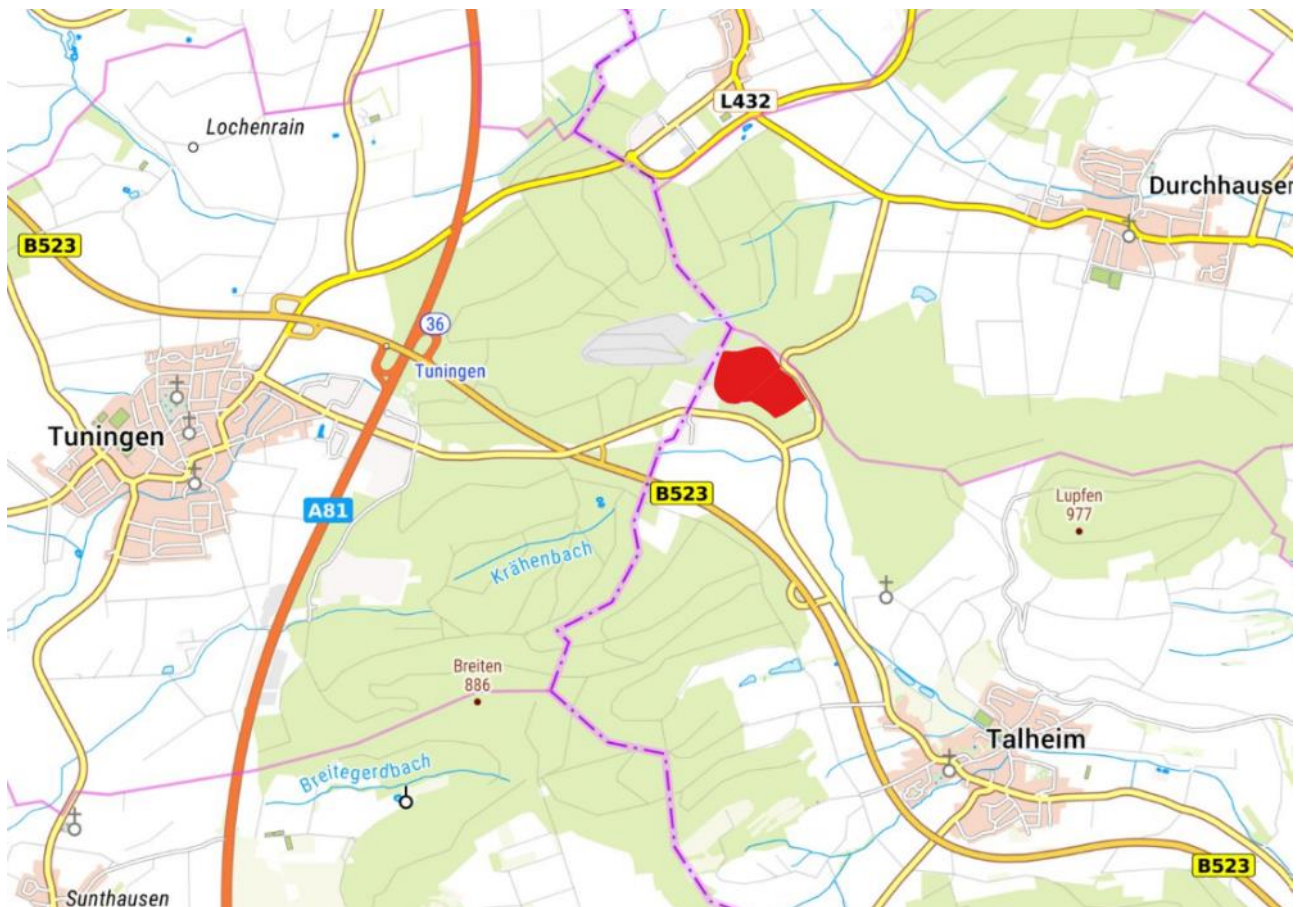 L432
Lochenrain
Durchhausen
B523
36
Tuningen
Tuningen
B523
Lupfen
977
A81
Krähenbach
Breiten
886
Talheim
Breitegerdbach
B523
Sunthausen